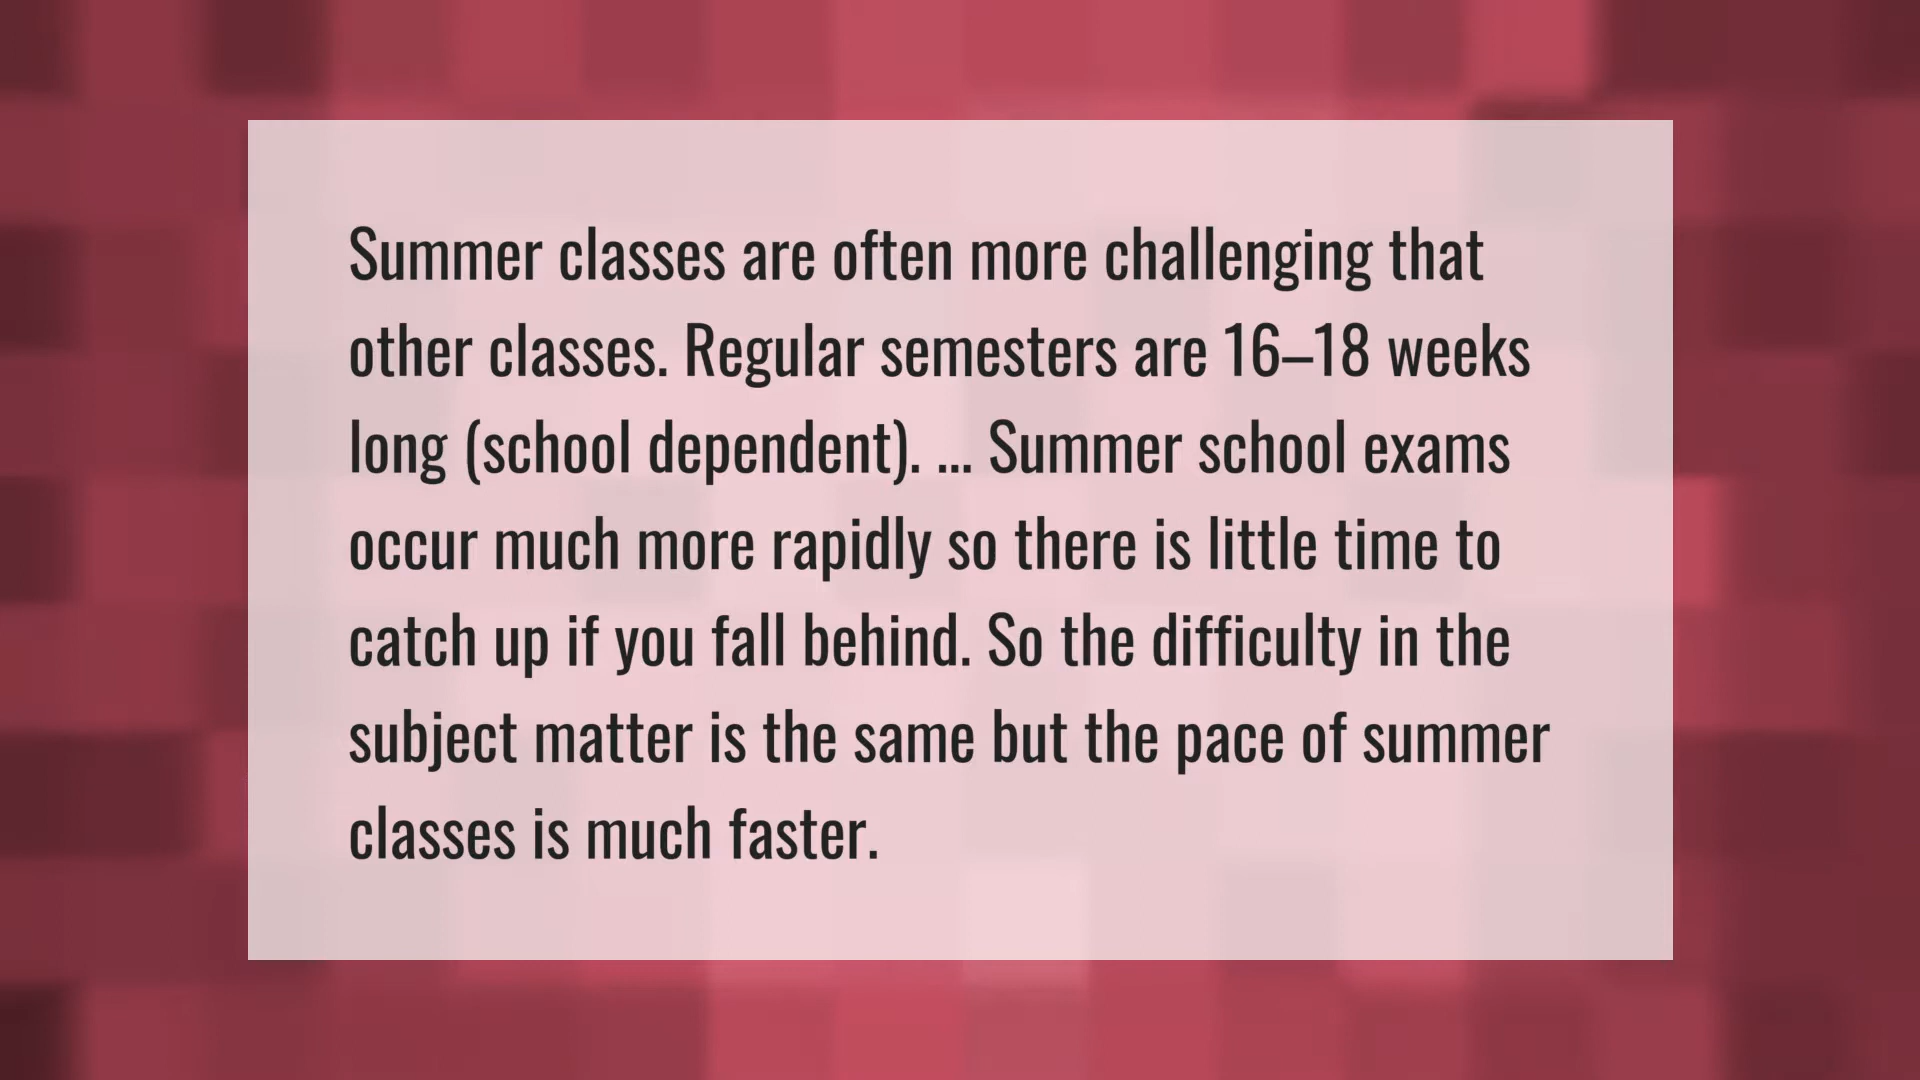 Summer classes are often more challenging that
other classes. Regular semesters are 16–18 weeks
long (school dependent). ... Summer school exams
occur much more rapidly so there is little time to
catch up if you fall behind. So the difficulty in the
subject matter is the same but the pace of summer
classes is much faster.